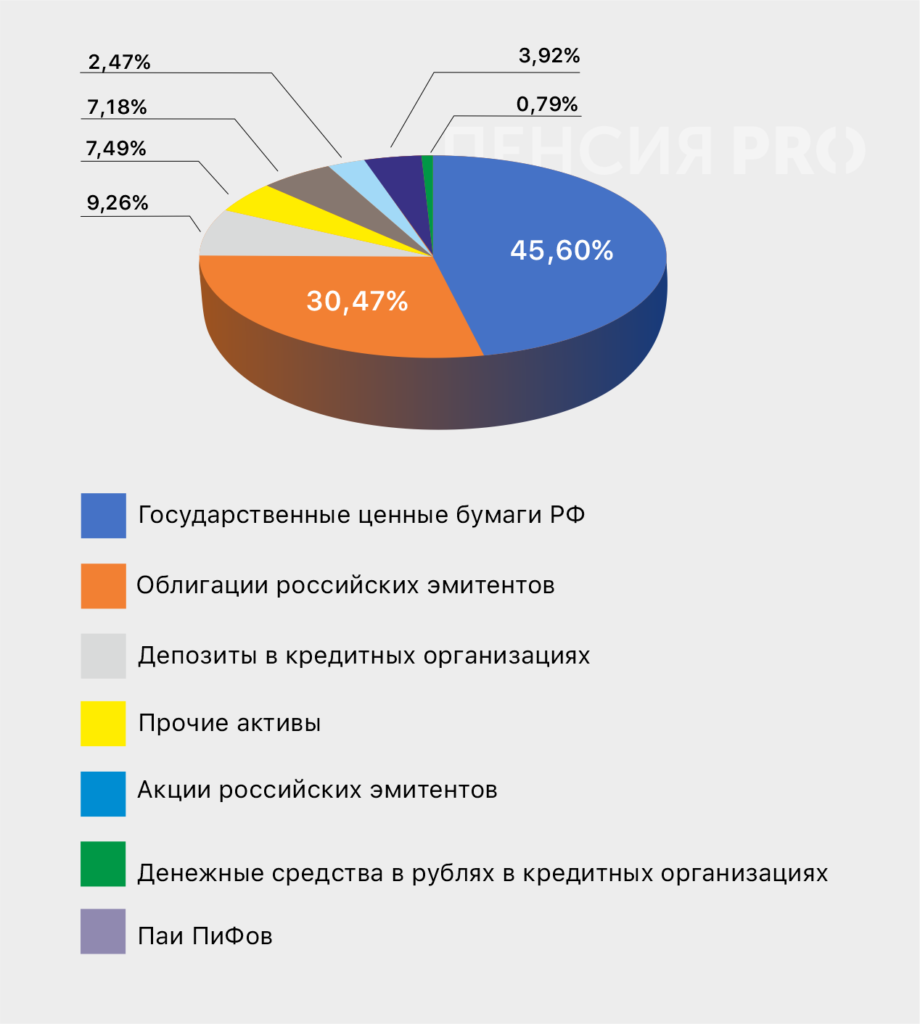 2,47%
3,92%
7,18%
0,79%
ПЕНСИЯ PRO
7,49%
9,26%
45,60%
30,47%
Государственные ценные бумаги РФ
Облигации российских эмитентов
Депозиты в кредитных организациях
Прочие активы
Акции российских эмитентов
Денежные средства в рублях в кредитных организациях
Паи ПиФов